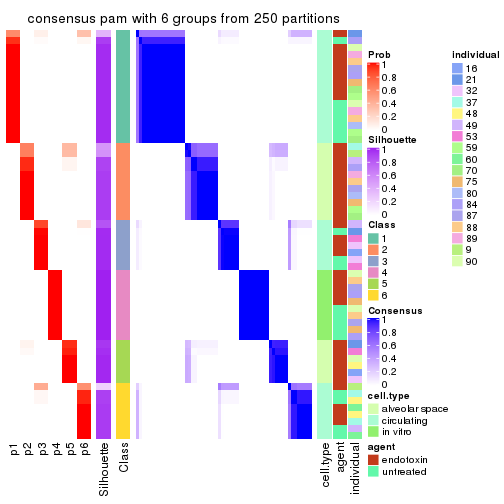 consensus pam with 6 groups from 250 partitions
Prob
1
0.8
0.6
0.4
0.2
0
Silhouette
1
0.8
0.6
0.4
0.2
0
Class
1
2
3
4
5
6
Consensus
1
0.8
0.6
0.4
0.2
0
cell.type
alveolar space
circulating
in vitro
agent
endotoxin
untreated
individual
16
21
32
37
48
49
53
59
60
70
75
80
84
87
88
89
9
90
p1
p2
p3
p4
p5
p6
Silhouette
Class
cell.type
agent
individual